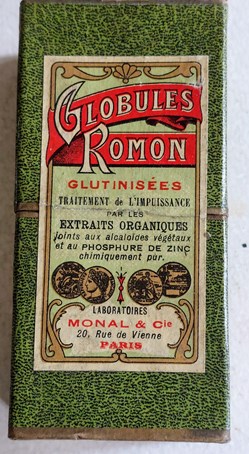 GLOBULES
ROMON
GLUTINISÉES
TRAITEMENT de L'IMPUISSANCE
PAR LES
EXTRAITS ORGANIQUES
joints aux alcaloïdes végétaux
et au PHOSPHURE DE ZINC
chimiquement pur.
LABORATOIRES
MONAL & Cie
20, Rue de Vienne
PARIS